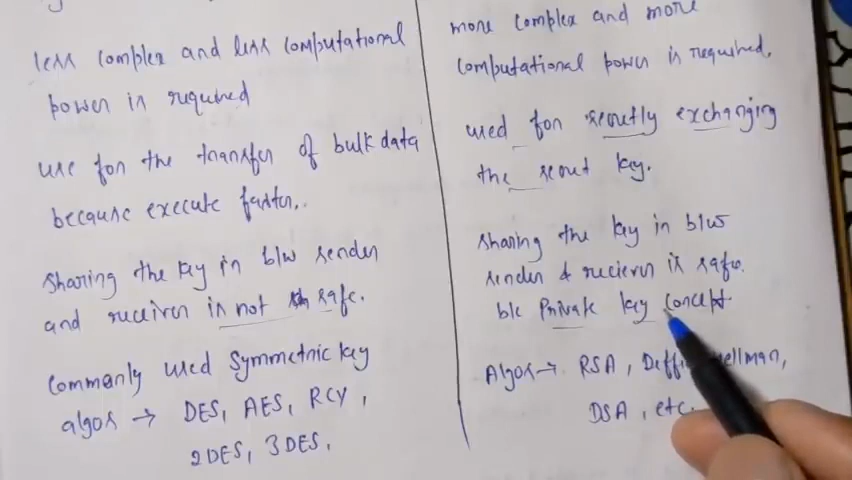 less complex and less computational
power is required
use for the transfer of bulk data
because execute faster.
Sharing the key in b/w sender
and receiver is not safe.
Commonly used Symmetric key
algos → DES, AES, RC4,
2DES, 3DES,
more complex and more
computational power is required.
used for secretly exchanging
the secret key.
Sharing the key in b/w
sender & reciever is safe.
b/c Private key concept
Algos → RSA, Deffi Hellman,
DSA, etc.